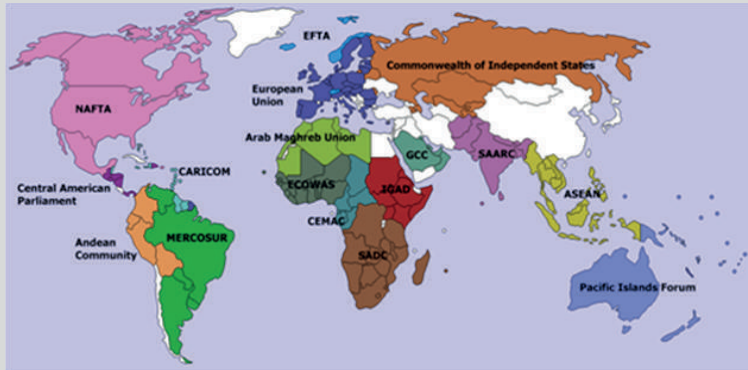 EFTA
Commonwealth of Independent States
European
Union
NAFTA
Arab Maghreb Union
GCC
SAARC
CARICOM
Central American
Parliament
ECOWAS
IGAD
ASEAN
CEMAC
MERCOSUR
Andean
Community
SADC
Pacific Islands Forum